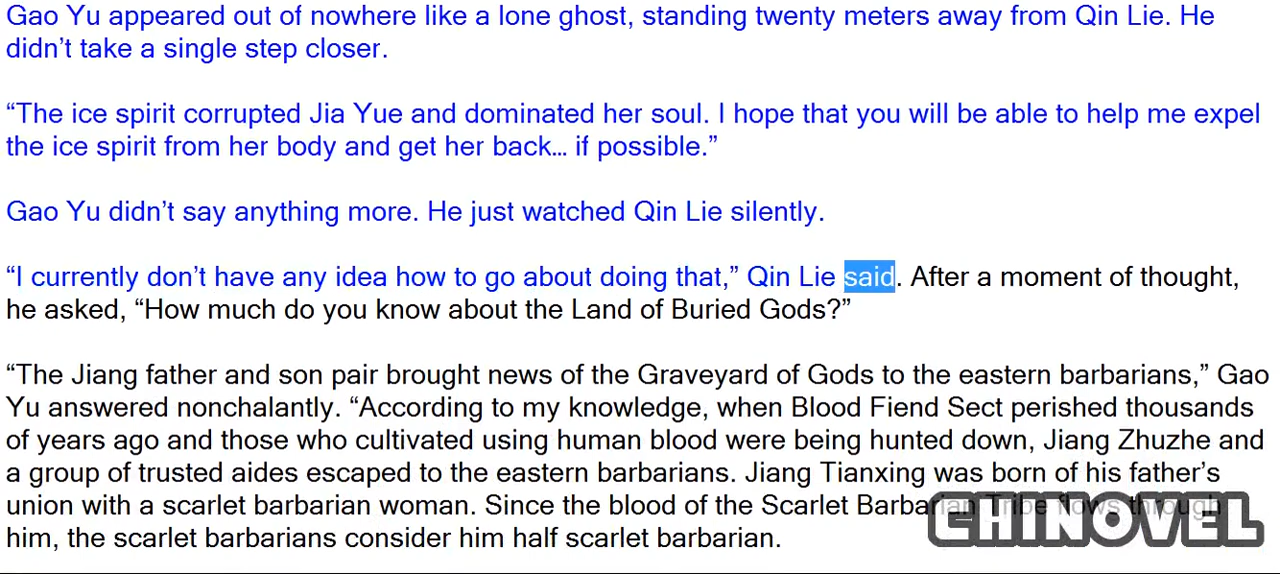 Gao Yu appeared out of nowhere like a lone ghost, standing twenty meters away from Qin Lie. He
didn’t take a single step closer.
“The ice spirit corrupted Jia Yue and dominated her soul. I hope that you will be able to help me expel
the ice spirit from her body and get her back… if possible.”
Gao Yu didn’t say anything more. He just watched Qin Lie silently.
“I currently don’t have any idea how to go about doing that,” Qin Lie said. After a moment of thought,
he asked, “How much do you know about the Land of Buried Gods?”
“The Jiang father and son pair brought news of the Graveyard of Gods to the eastern barbarians,” Gao
Yu answered nonchalantly. “According to my knowledge, when Blood Fiend Sect perished thousands
of years ago and those who cultivated using human blood were being hunted down, Jiang Zhuzhe and
a group of trusted aides escaped to the eastern barbarians. Jiang Tianxing was born of his father’s
union with a scarlet barbarian woman. Since the blood of the Scarlet Barbarian Tribe flows through
him, the scarlet barbarians consider him half scarlet barbarian.
CHINOVEL